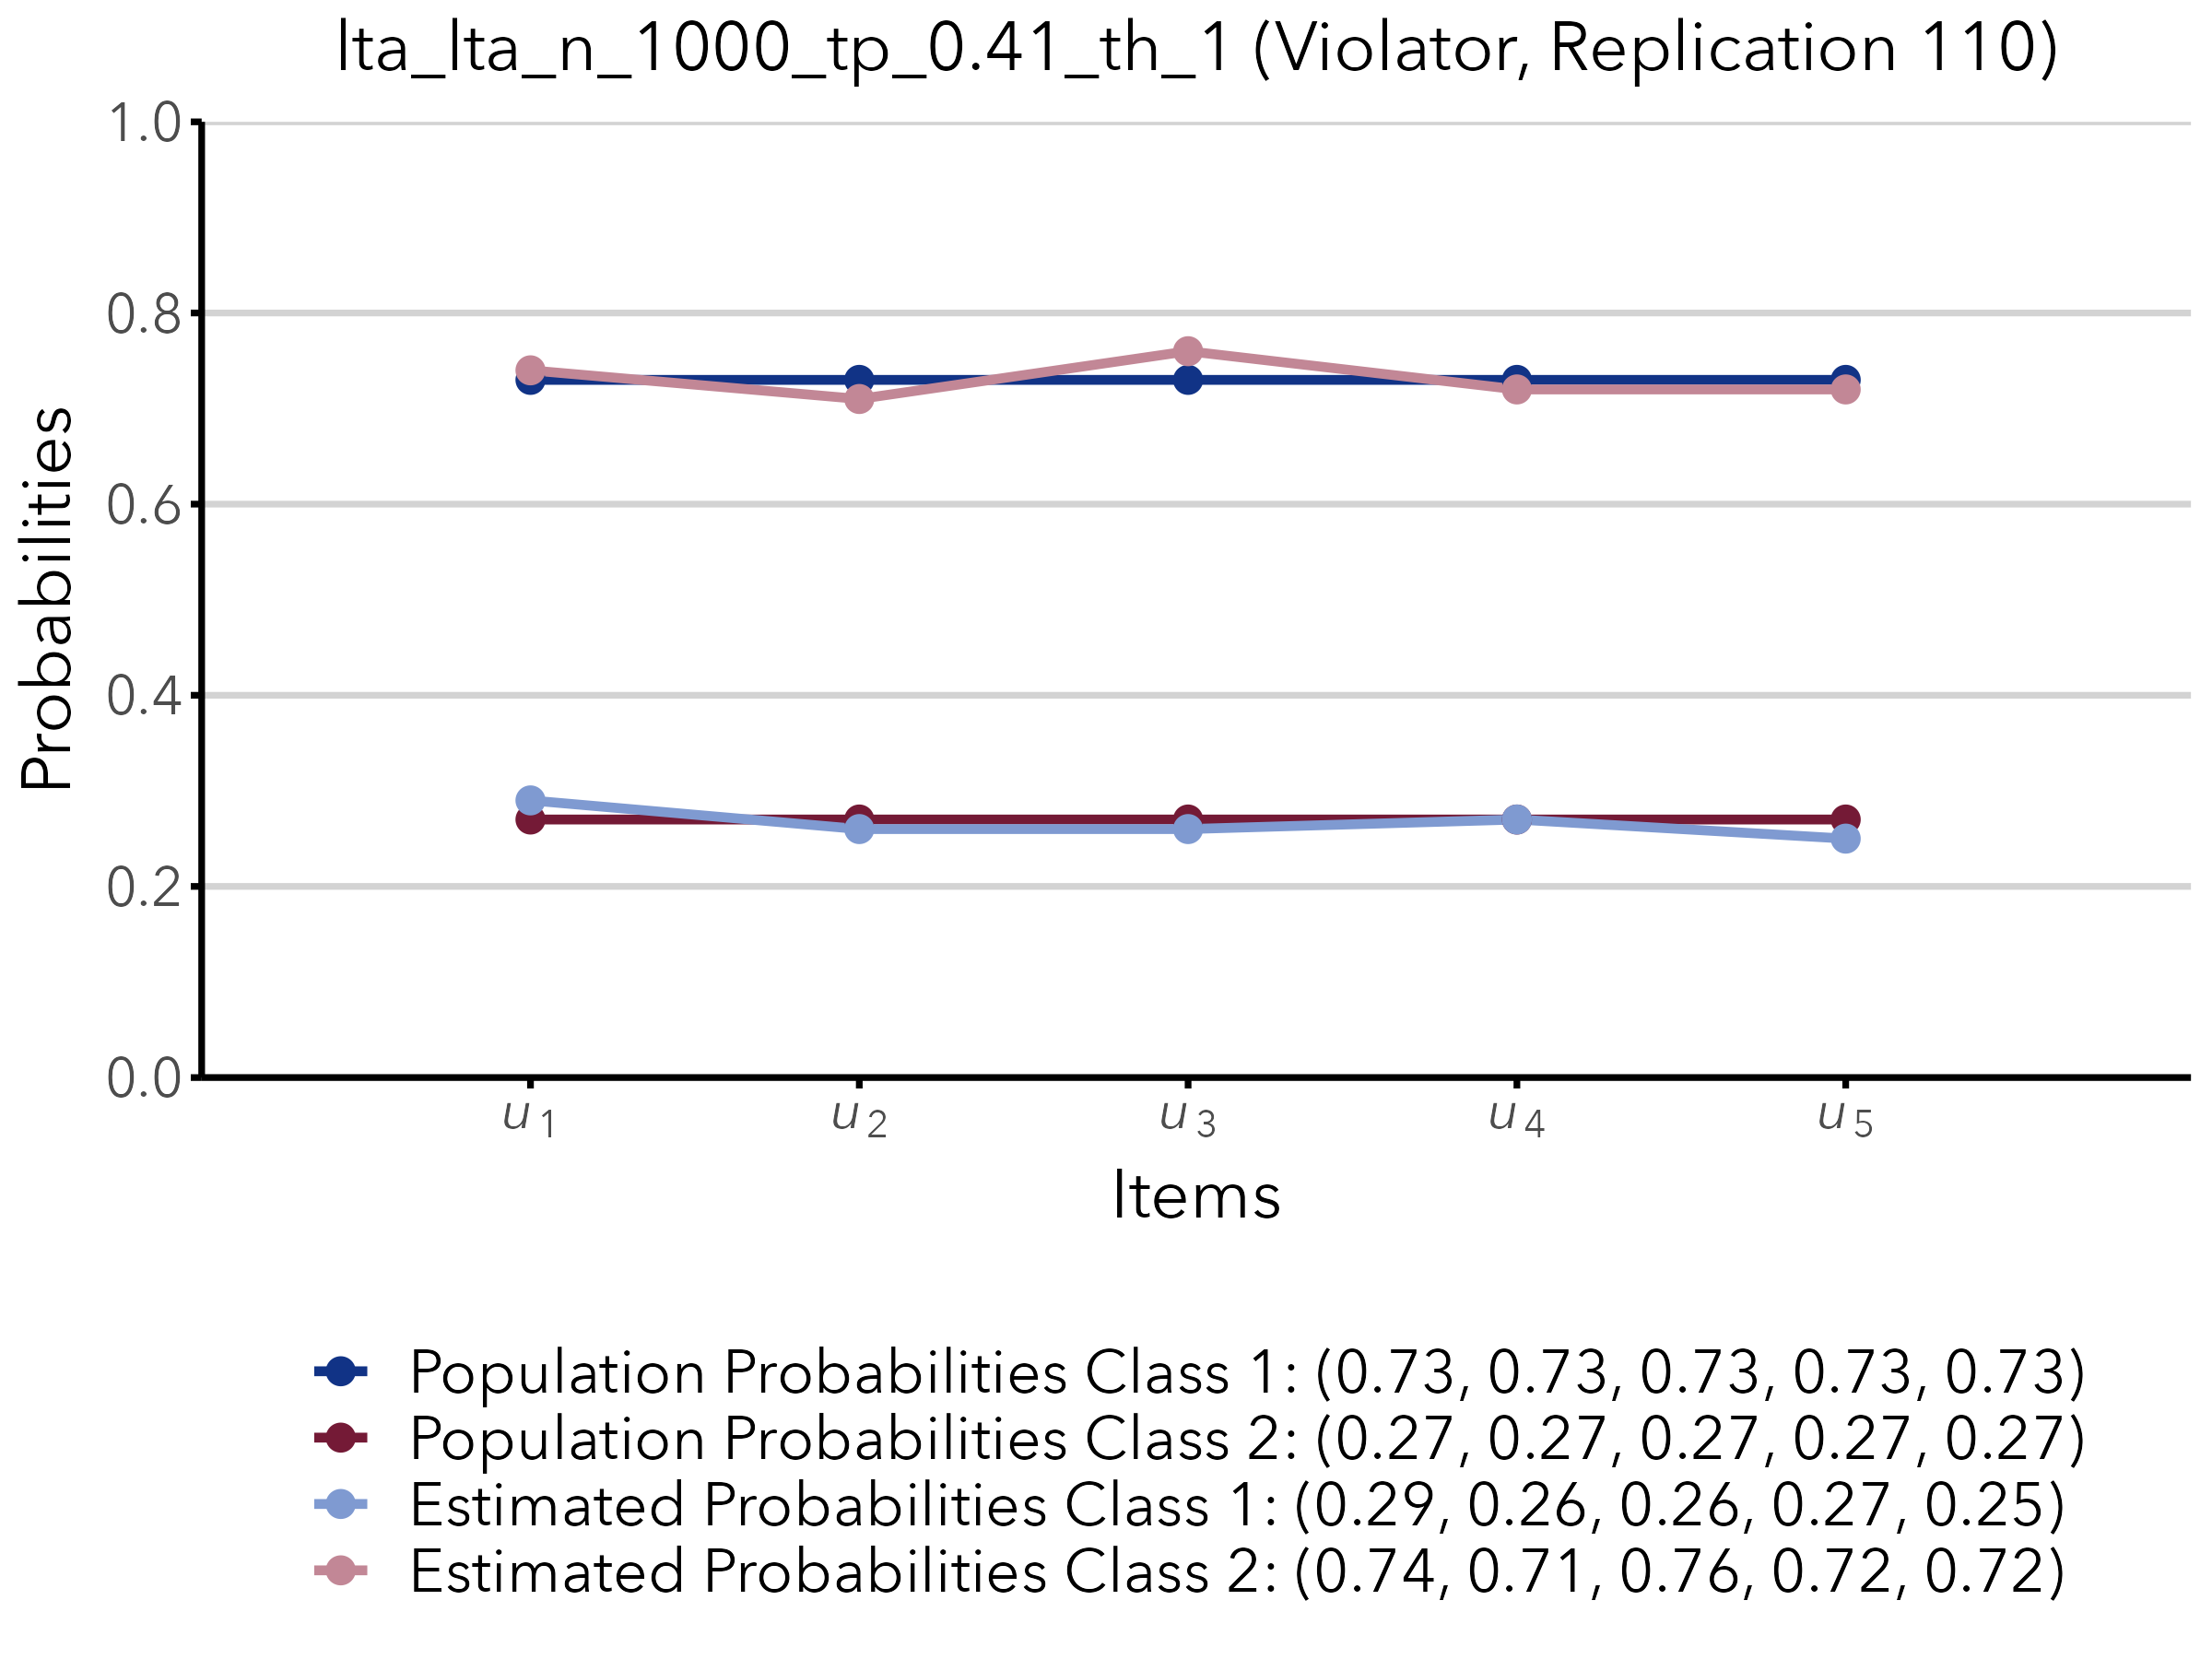 lta_lta_n_1000_tp_0.41_th_1 (Violator, Replication 110)
1.0
0.8
0.6
0.4
0.2
0.0
Probabilities
u1 u2 u3 u4 u5
Items
Population Probabilities Class 1: (0.73, 0.73, 0.73, 0.73, 0.73)
Population Probabilities Class 2: (0.27, 0.27, 0.27, 0.27, 0.27)
Estimated Probabilities Class 1: (0.29, 0.26, 0.26, 0.27, 0.25)
Estimated Probabilities Class 2: (0.74, 0.71, 0.76, 0.72, 0.72)